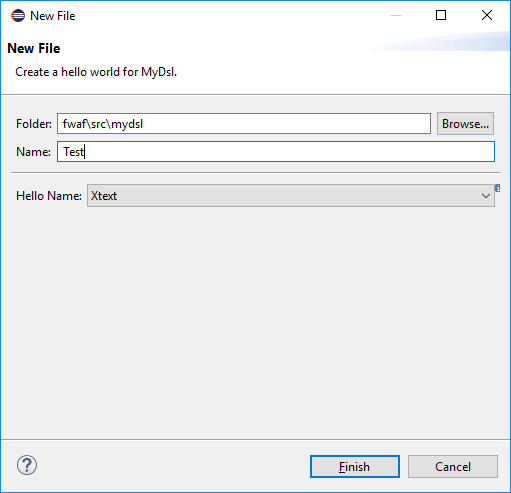 New File
New File
Create a hello world for MyDsl.
Folder: fwaf\src\mydsl Browse...
Name: Test
Hello Name: Xtext
? Finish Cancel